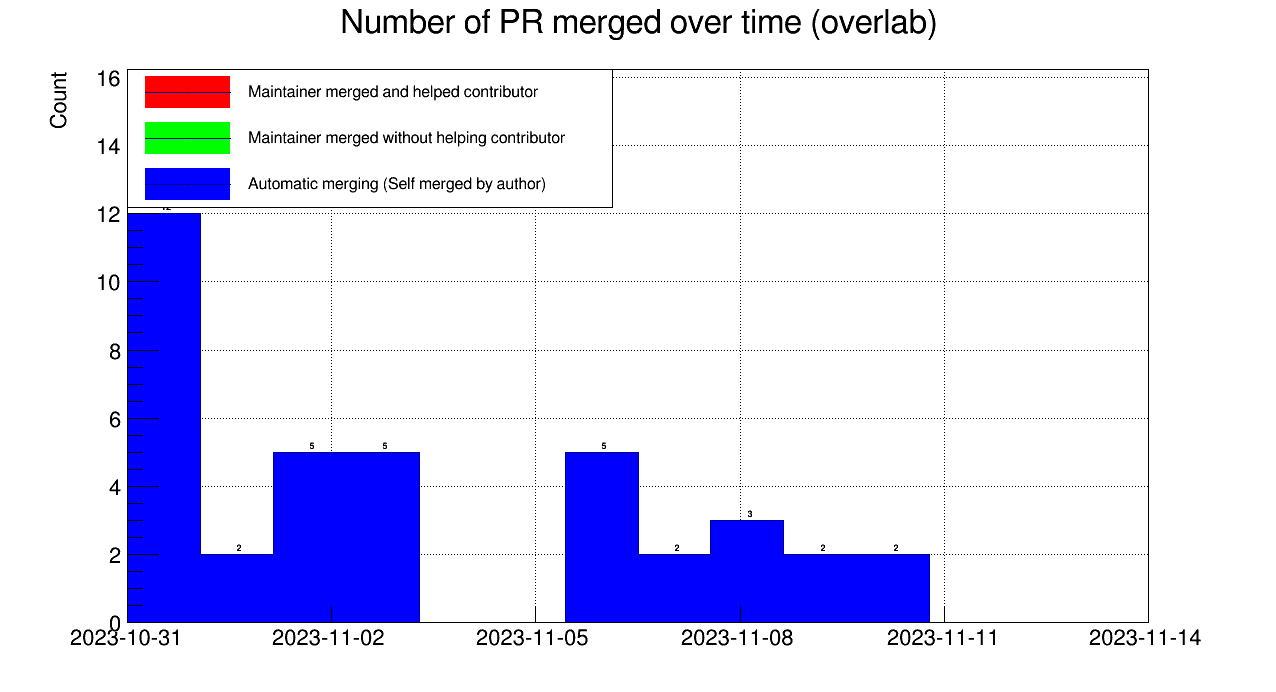 Number of PR merged over time (overlab)
Count
16
Maintainer merged and helped contributor
14
Maintainer merged without helping contributor
Automatic merging (Self merged by author)
12
10
8
6
5 5 5
4
3
2 2 2 2
2
0
2023-10-31 2023-11-02 2023-11-05 2023-11-08 2023-11-11 2023-11-14